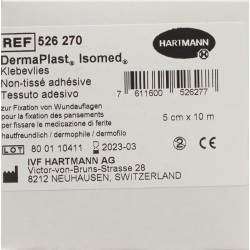 REF 526 270
HARTMANN
DermaPlast® Isomed®
Klebevlies
Non-tissé adhésive
Tessuto adesivo
zur Fixation von Wundauflagen
pour la fixation des pansements
per fissare le medicazione di ferite
hautfreundlich / dermophile / dermofilo
7 611600 526277
5 cm x 10 m
LOT 80 01 10411 2023-03
IVF HARTMANN AG
Victor-von-Bruns-Strasse 28
8212 NEUHAUSEN, SWITZERLAND